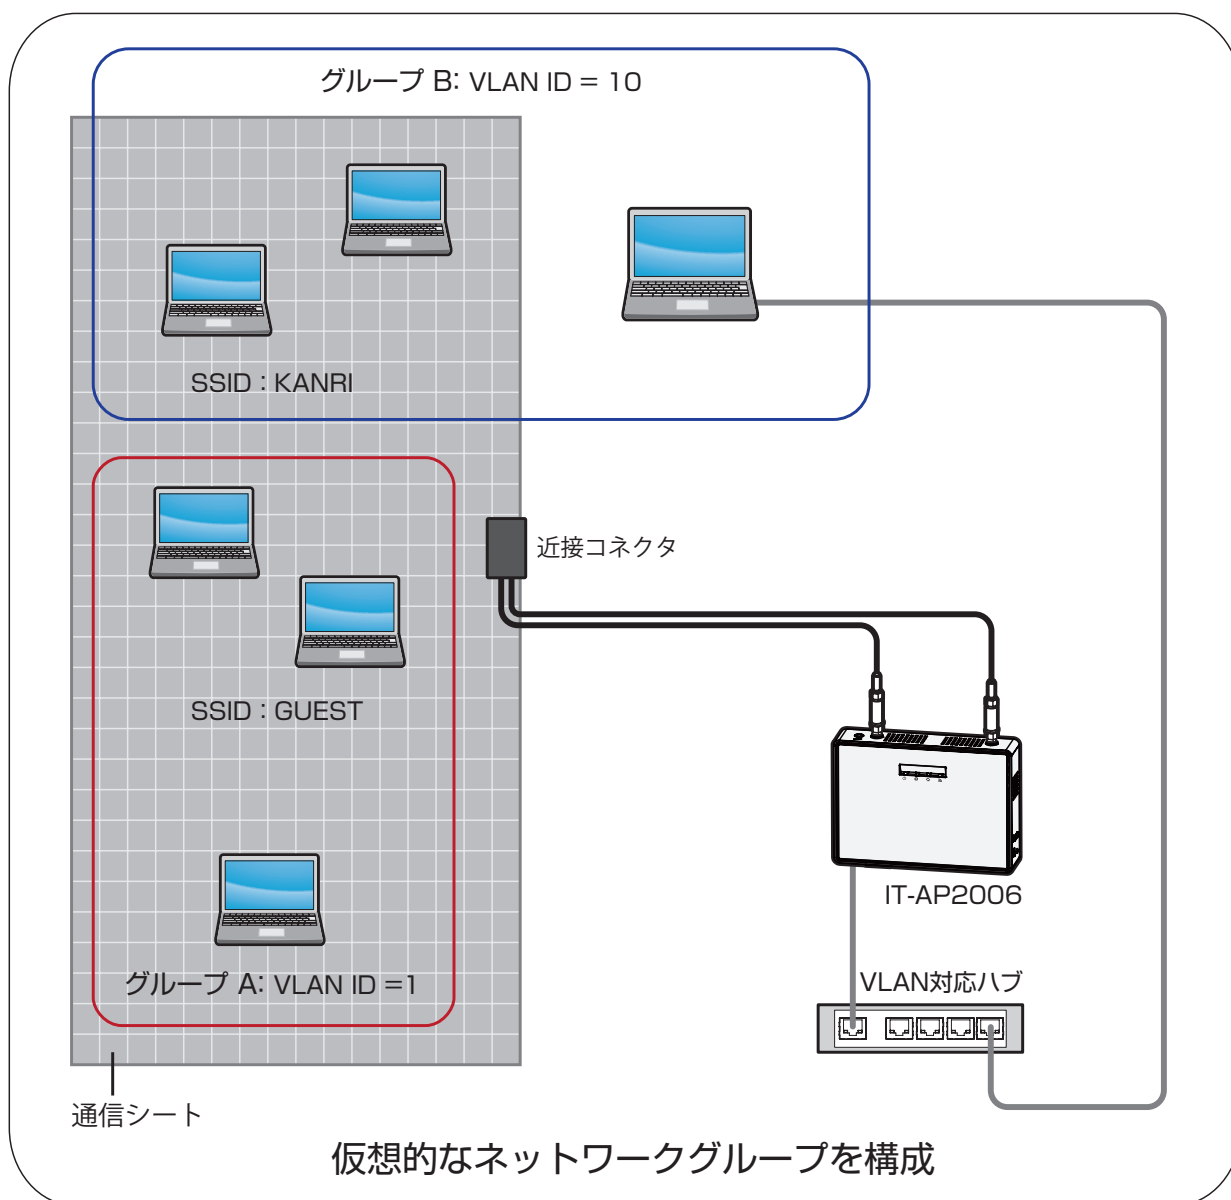 グループ B: VLAN ID = 10
SSID：KANRI
近接コネクタ
SSID：GUEST
IT-AP2006
グループ A: VLAN ID =1
VLAN対応ハブ
通信シート
仮想的なネットワークグループを構成